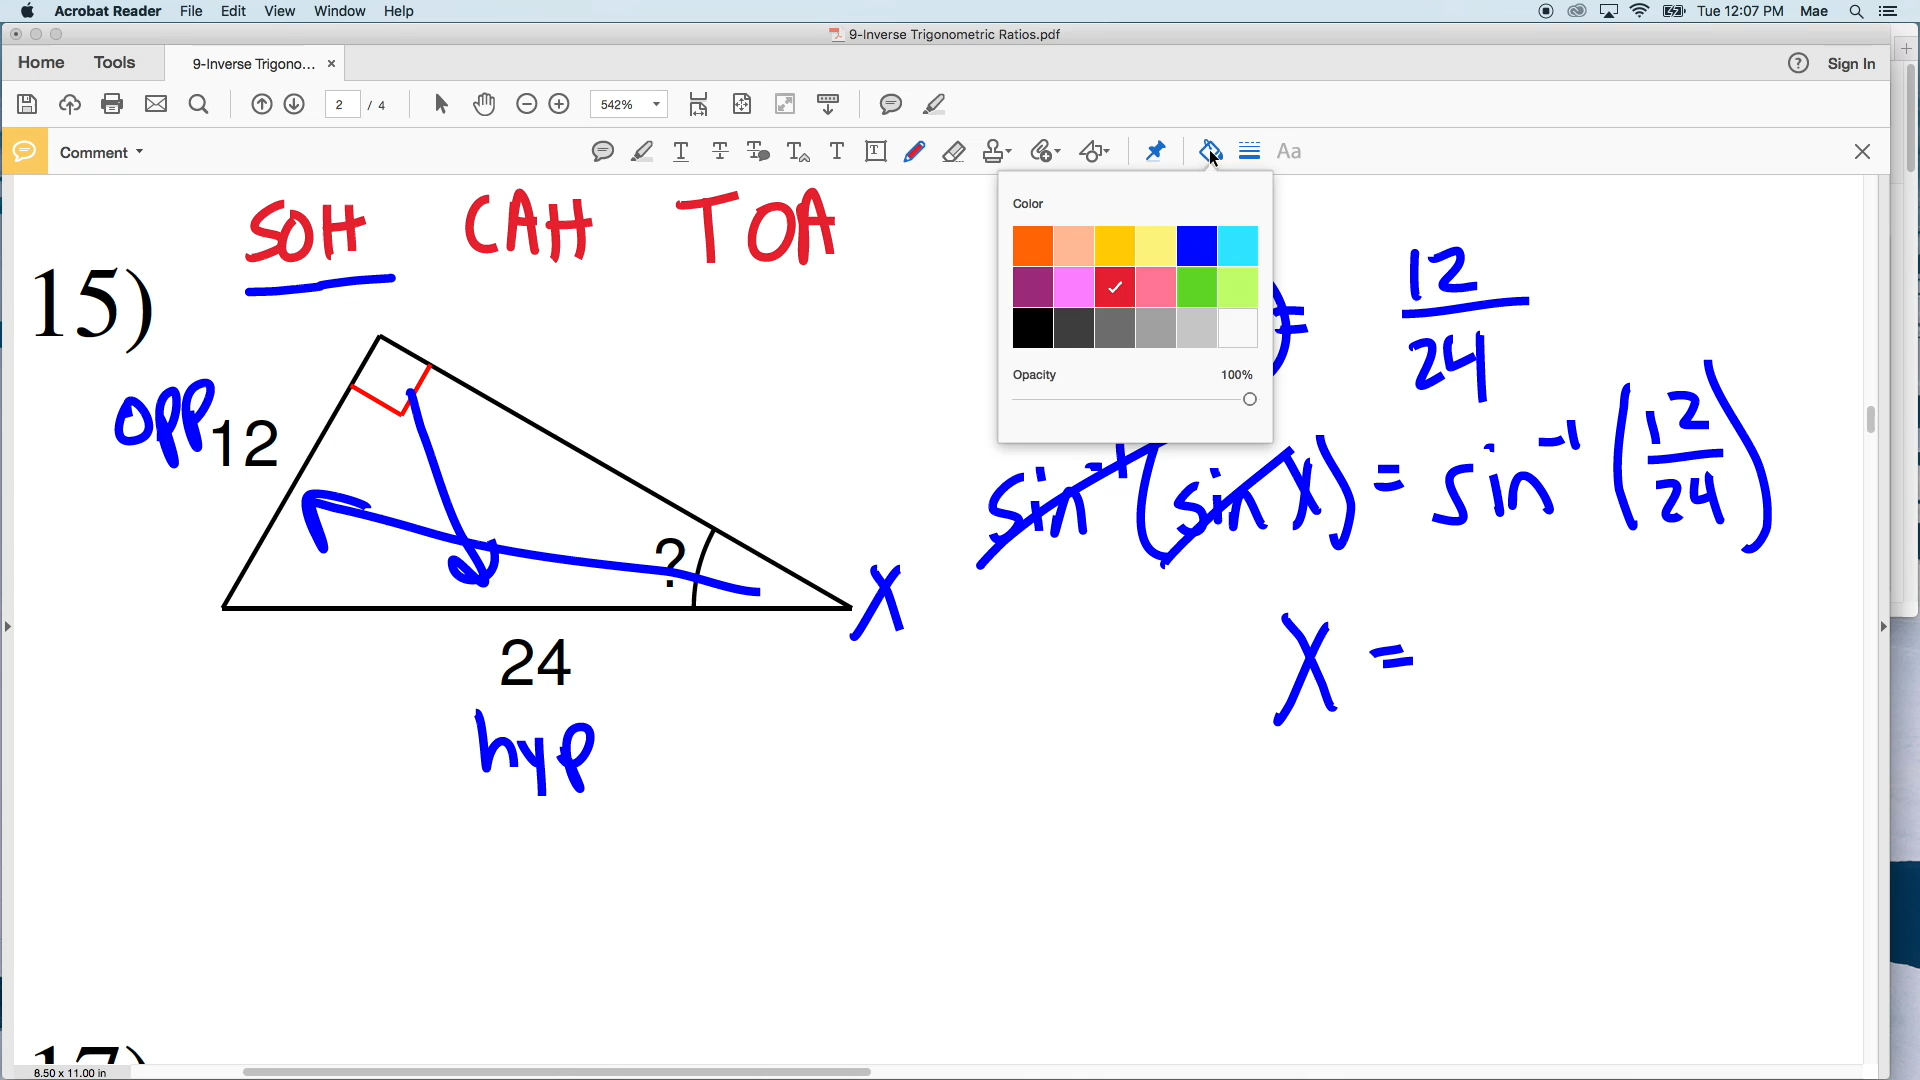 Acrobat Reader File Edit View Window Help Tue 12:07 PM Mae
9-Inverse Trigonometric Ratios.pdf
Home Tools 9-Inverse Trigono... × Sign In
2 / 4 542%
Comment Aa
Color
Opacity 100%
SOH CAH TOA
15)
opp 12
?
x
24
hyp
) = 12/24
sin⁻¹(sin x) = sin⁻¹(12/24)
x =
8.50 x 11.00 in